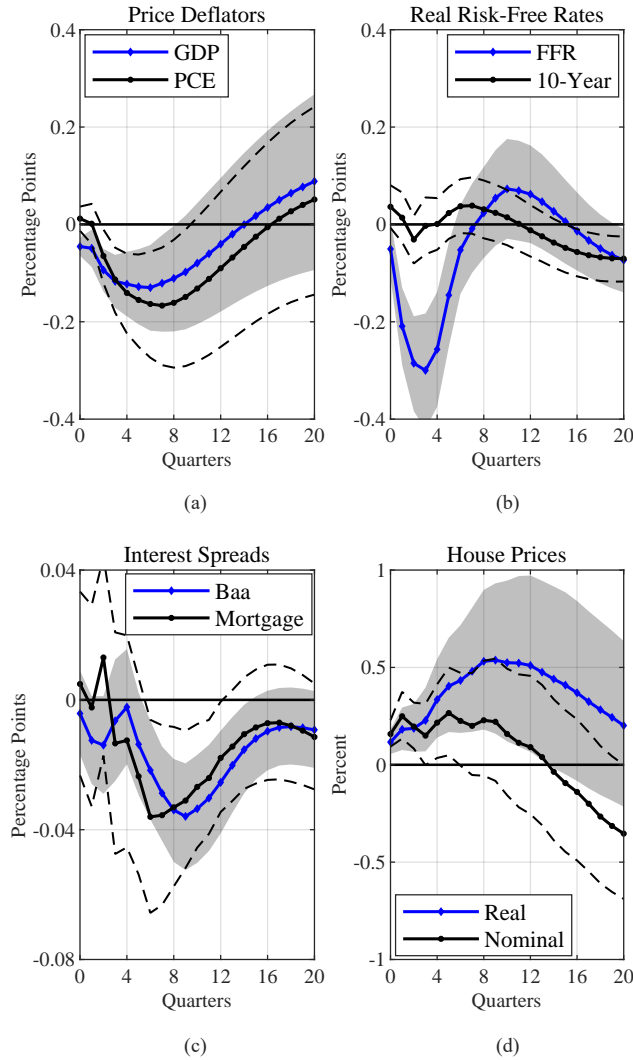 Price Deflators
0.4
0.2
0
-0.2
-0.4
Percentage Points
GDP
PCE
0 4 8 12 16 20
Quarters
(a)
Real Risk-Free Rates
0.4
0.2
0
-0.2
-0.4
Percentage Points
FFR
10-Year
0 4 8 12 16 20
Quarters
(b)
Interest Spreads
0.04
0
-0.04
-0.08
Percentage Points
Baa
Mortgage
0 4 8 12 16 20
Quarters
(c)
House Prices
1
0.5
0
-0.5
-1
Percent
Real
Nominal
0 4 8 12 16 20
Quarters
(d)